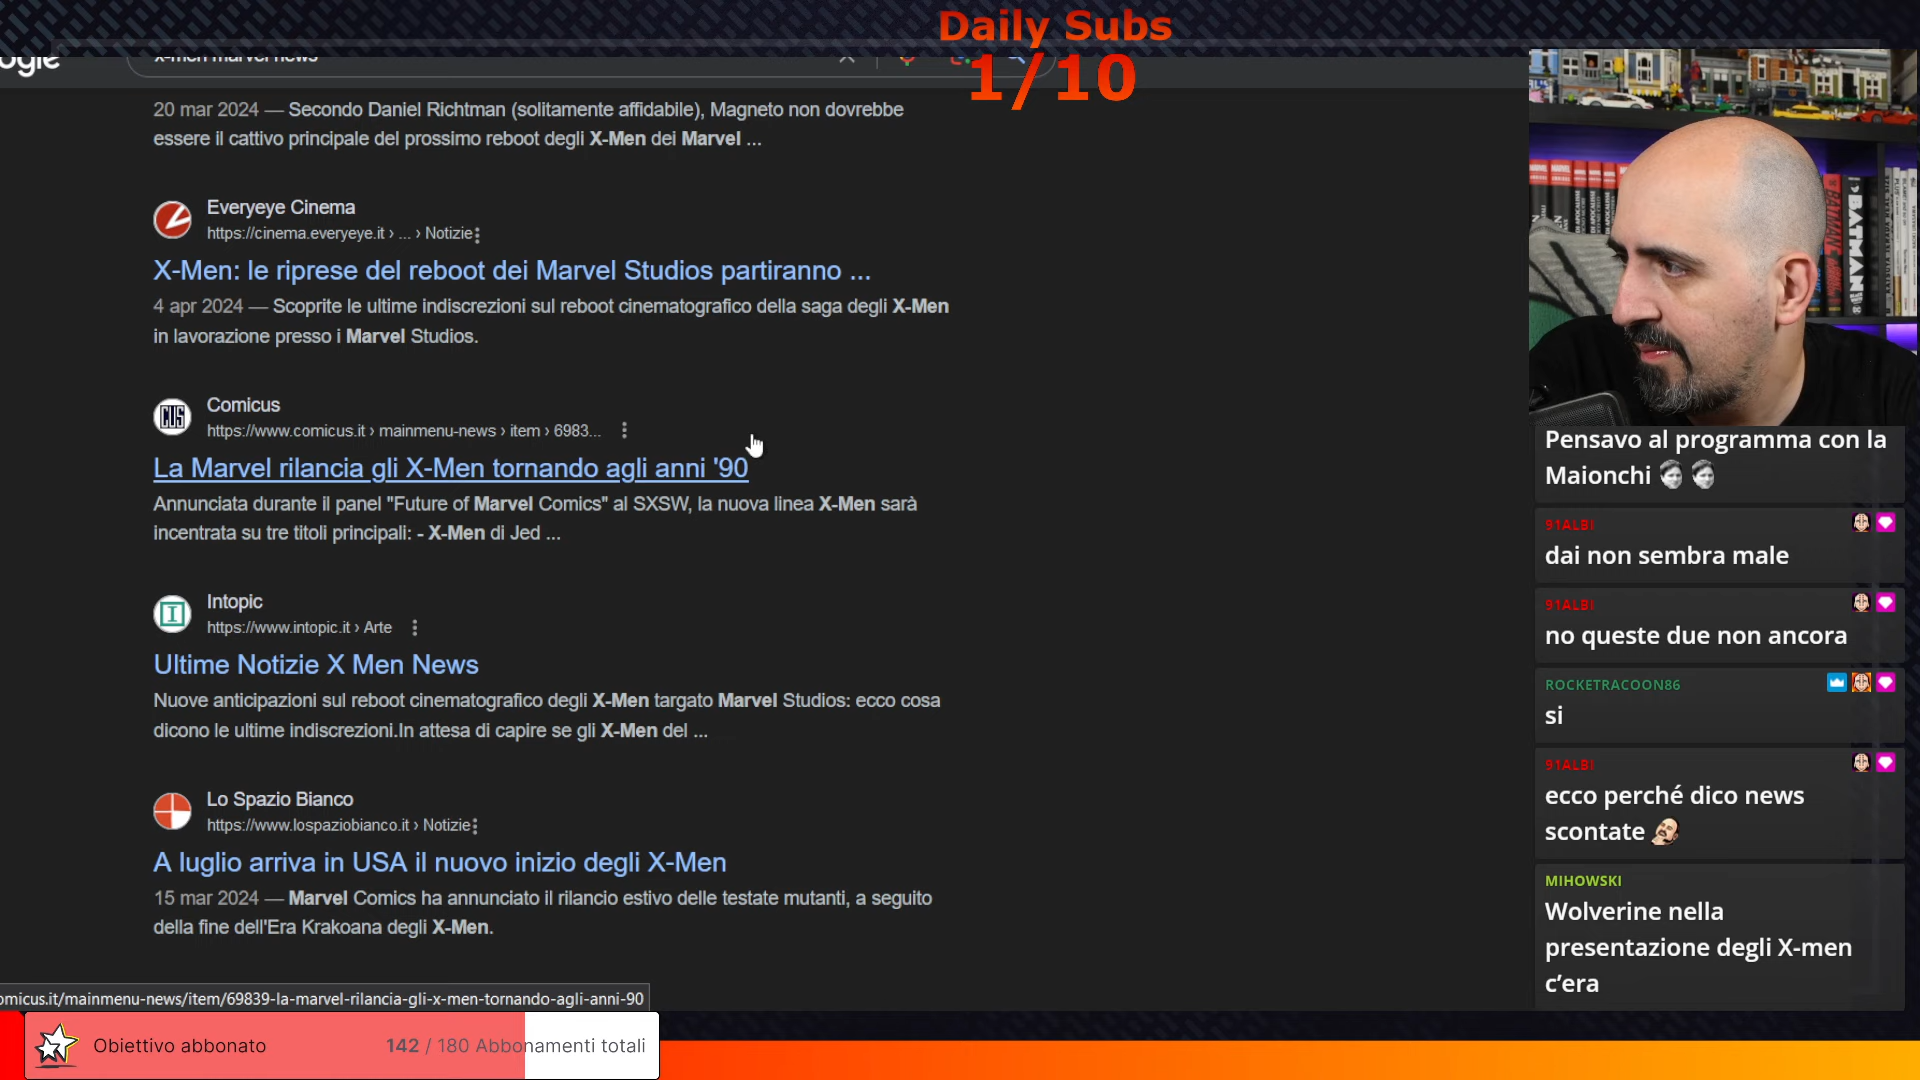 Daily Subs
1/10
x-men marvel news
20 mar 2024 — Secondo Daniel Richtman (solitamente affidabile), Magneto non dovrebbe
essere il cattivo principale del prossimo reboot degli X-Men dei Marvel ...
Everyeye Cinema
https://cinema.everyeye.it › ... › Notizie
X-Men: le riprese del reboot dei Marvel Studios partiranno ...
4 apr 2024 — Scoprite le ultime indiscrezioni sul reboot cinematografico della saga degli X-Men
in lavorazione presso i Marvel Studios.
CUS
Comicus
https://www.comicus.it › mainmenu-news › item › 6983...
La Marvel rilancia gli X-Men tornando agli anni '90
Annunciata durante il panel "Future of Marvel Comics" al SXSW, la nuova linea X-Men sarà
incentrata su tre titoli principali: - X-Men di Jed ...
I
Intopic
https://www.intopic.it › Arte
Ultime Notizie X Men News
Nuove anticipazioni sul reboot cinematografico degli X-Men targato Marvel Studios: ecco cosa
dicono le ultime indiscrezioni.In attesa di capire se gli X-Men del ...
Lo Spazio Bianco
https://www.lospaziobianco.it › Notizie
A luglio arriva in USA il nuovo inizio degli X-Men
15 mar 2024 — Marvel Comics ha annunciato il rilancio estivo delle testate mutanti, a seguito
della fine dell'Era Krakoana degli X-Men.
omicus.it/mainmenu-news/item/69839-la-marvel-rilancia-gli-x-men-tornando-agli-anni-90
Obiettivo abbonato
142 / 180 Abbonamenti totali
BATMAN
Pensavo al programma con la
Maionchi
91ALBI
dai non sembra male
91ALBI
no queste due non ancora
ROCKETRACOON86
si
91ALBI
ecco perché dico news
scontate
MIHOWSKI
Wolverine nella
presentazione degli X-men
c'era